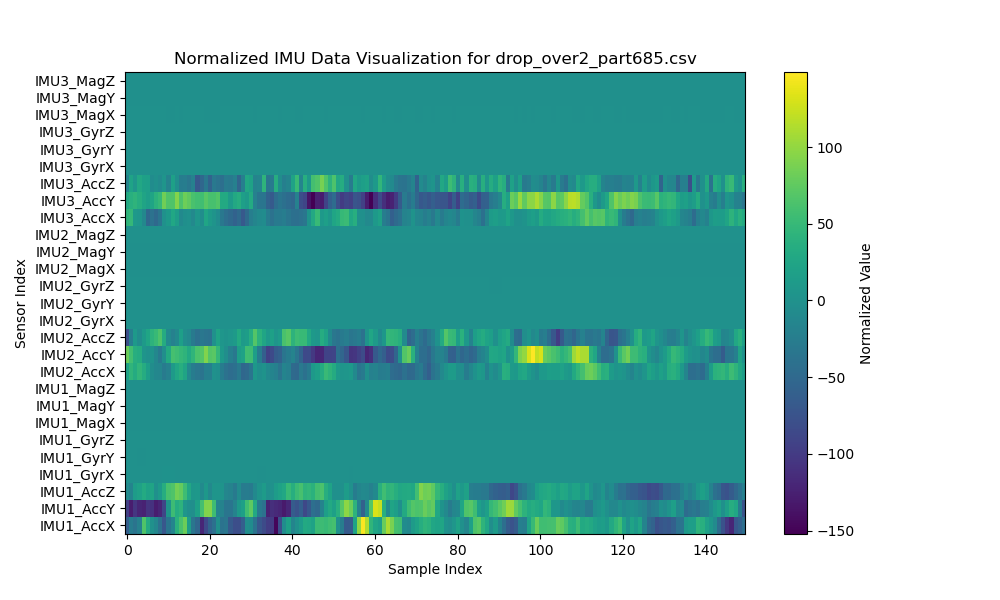 Normalized IMU Data Visualization for drop_over2_part685.csv
IMU3_MagZ
IMU3_MagY
IMU3_MagX
IMU3_GyrZ
IMU3_GyrY
IMU3_GyrX
IMU3_AccZ
IMU3_AccY
IMU3_AccX
IMU2_MagZ
IMU2_MagY
IMU2_MagX
IMU2_GyrZ
IMU2_GyrY
IMU2_GyrX
IMU2_AccZ
IMU2_AccY
IMU2_AccX
IMU1_MagZ
IMU1_MagY
IMU1_MagX
IMU1_GyrZ
IMU1_GyrY
IMU1_GyrX
IMU1_AccZ
IMU1_AccY
IMU1_AccX
Sensor Index
0 20 40 60 80 100 120 140
Sample Index
100
50
0
−50
−100
−150
Normalized Value